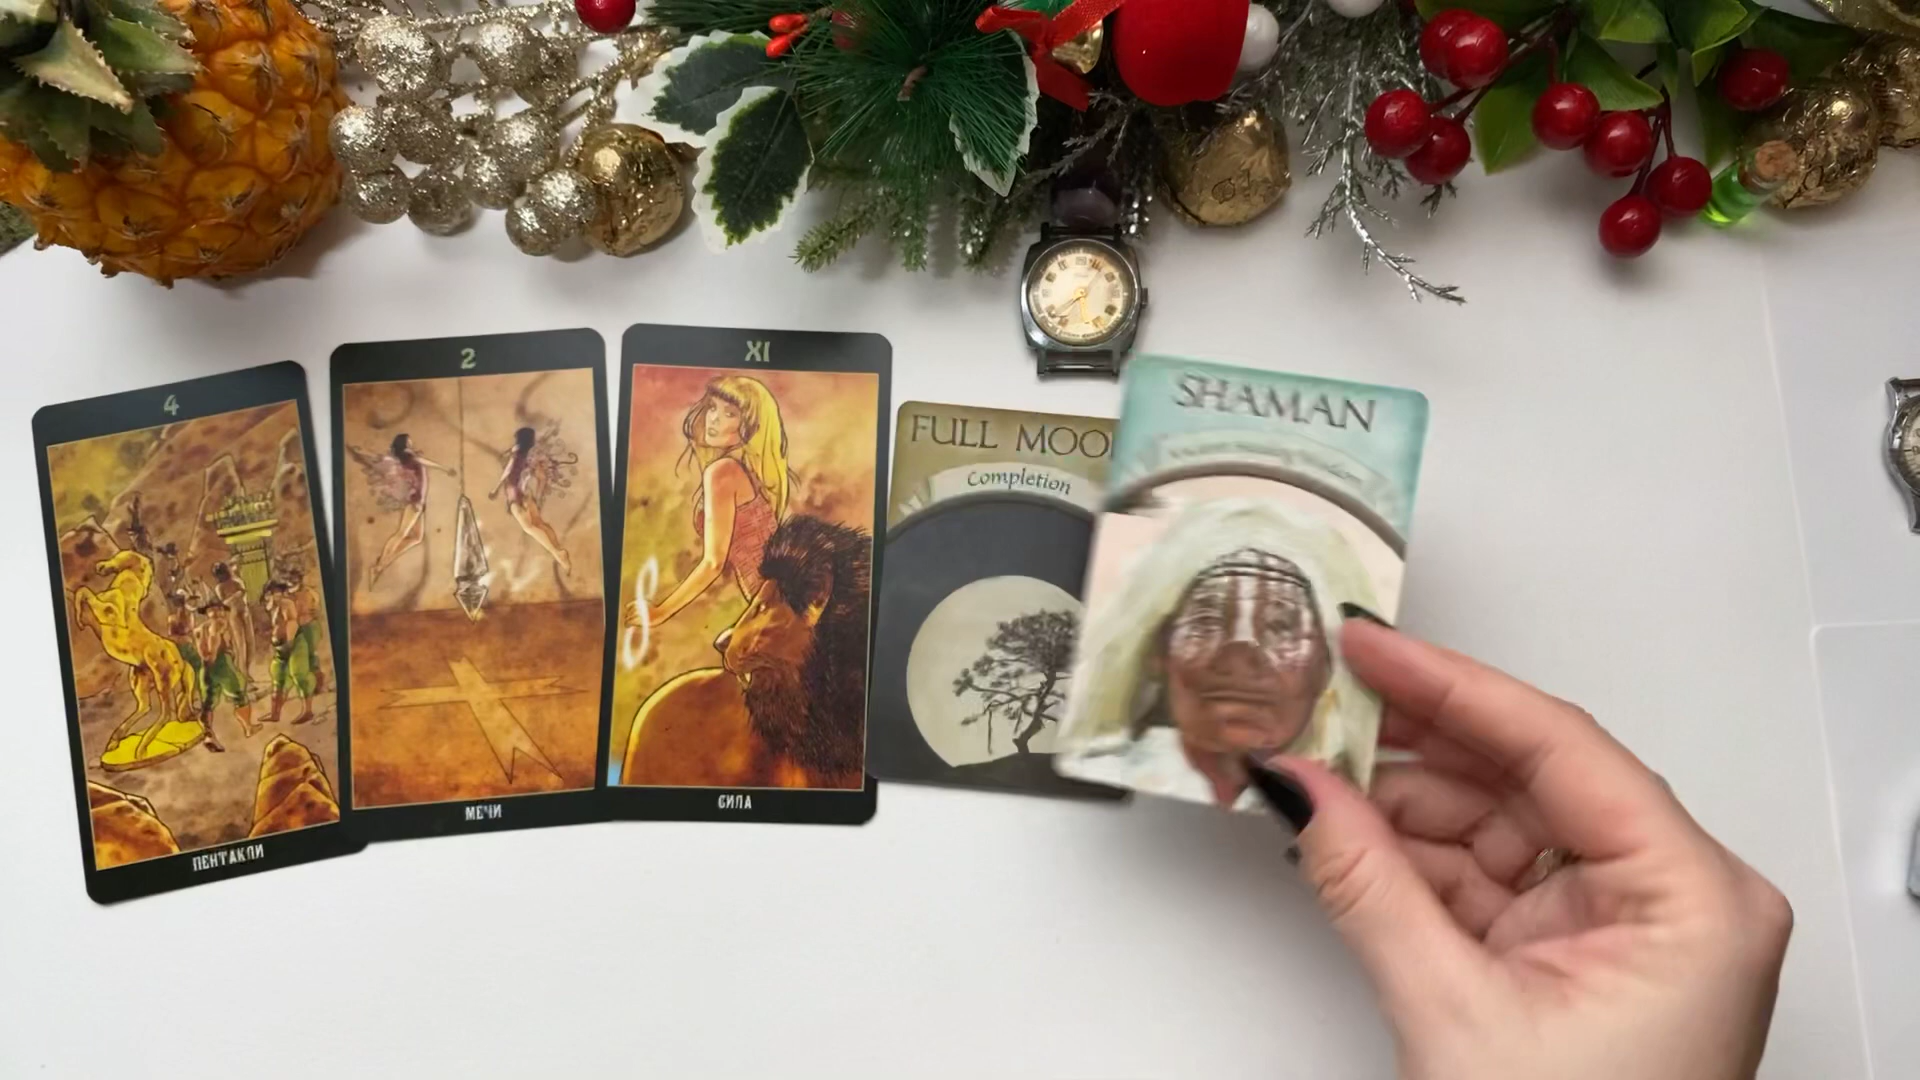 4
ПЕНТАКЛИ
2
МЕЧИ
XI
СИЛА
FULL MOO
Completion
SHAMAN